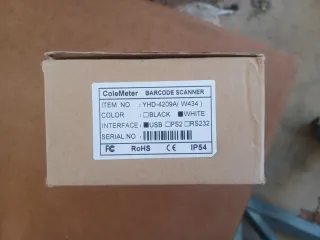 ColeMeter BARCODE SCANNER
ITEM NO :YHD-4209A( W434 )
COLOR :□BLACK ■WHITE
INTERFACE:■USB □PS2 □RS232
SERIAL NO :
FC RoHS CE IP54